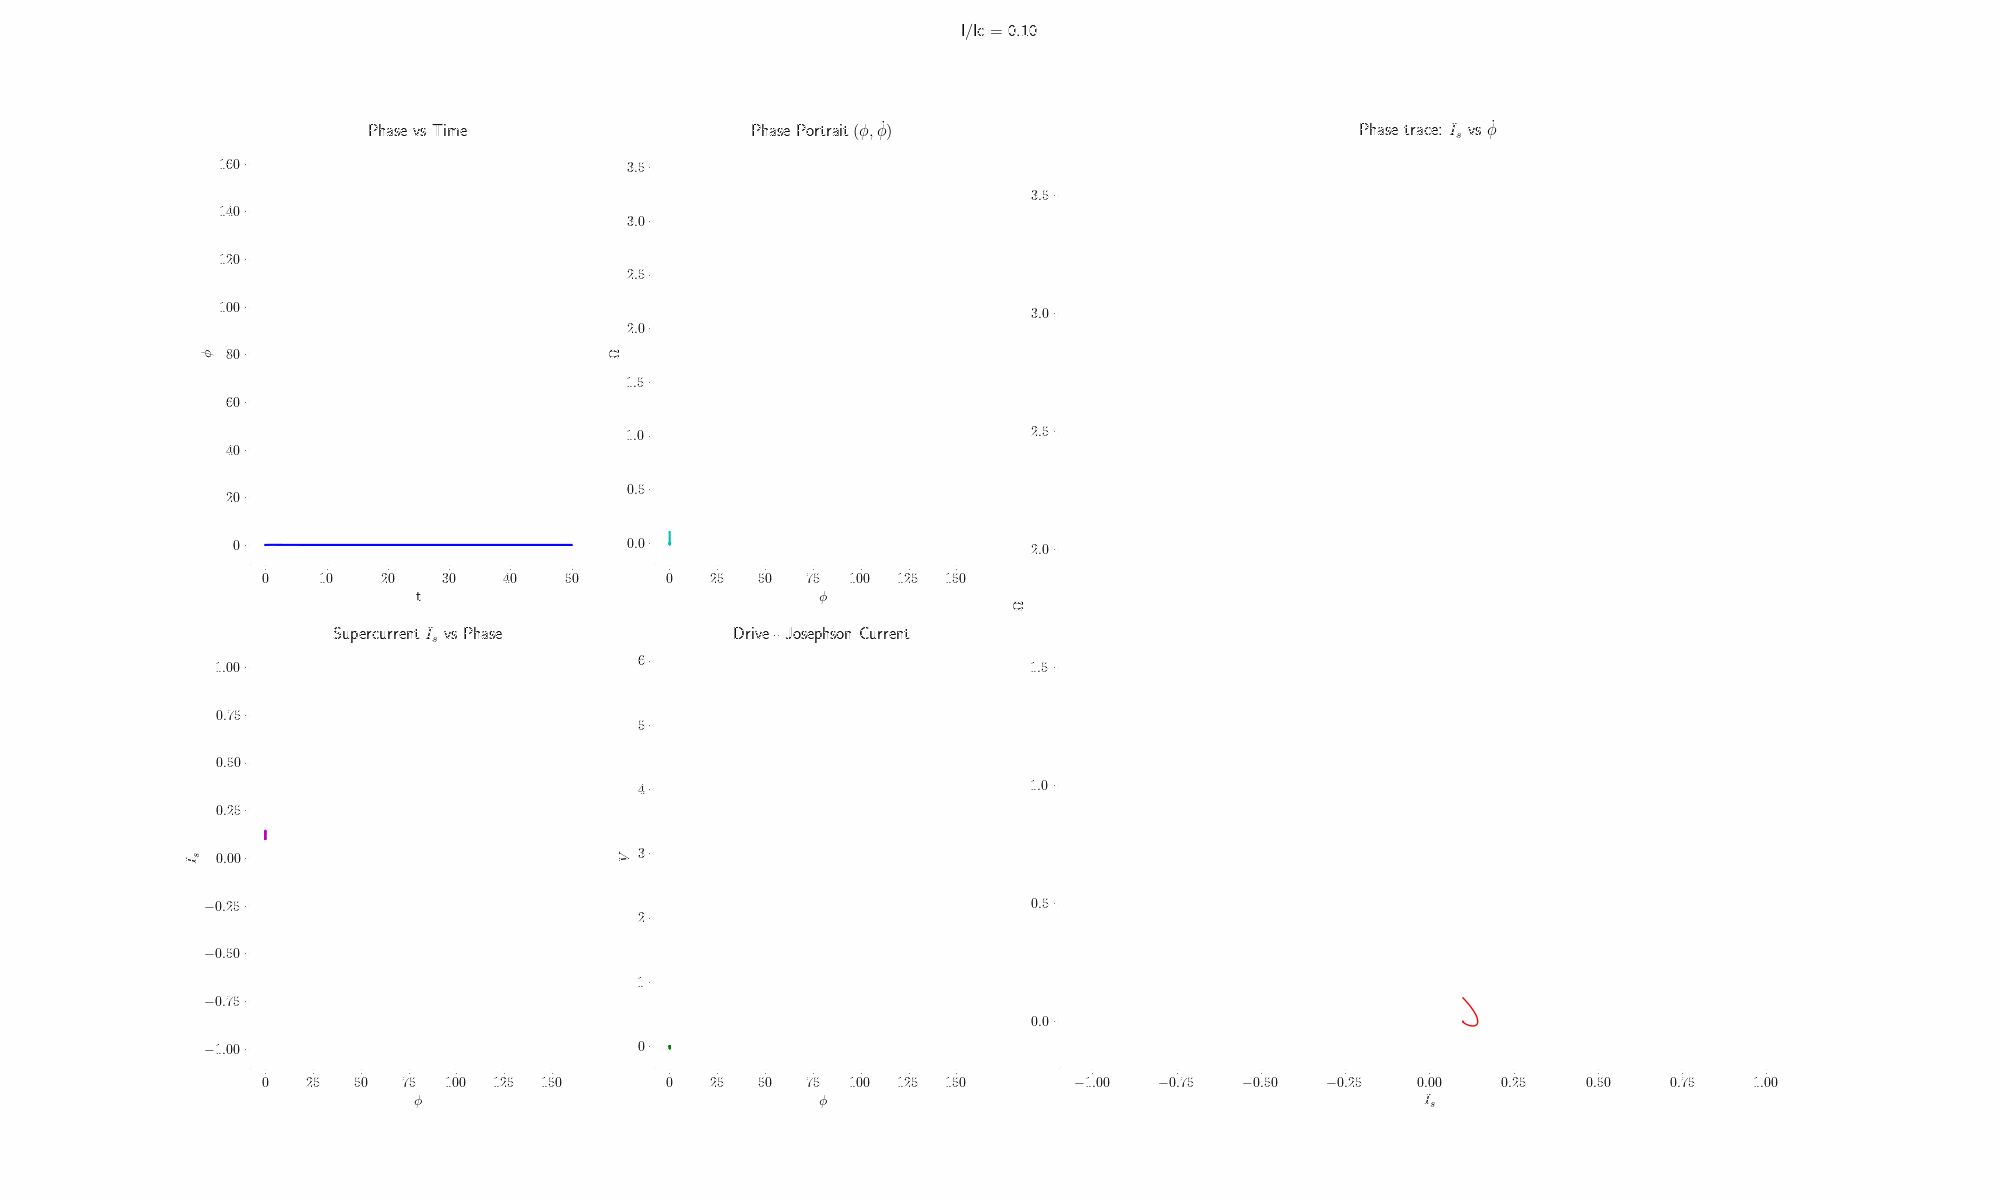 I/Ic = 0.10
Phase vs Time
160
140
120
100
80
60
40
20
0
ϕ
0 10 20 30 40 50
t
Phase Portrait (ϕ, ϕ̇)
3.5
3.0
2.5
2.0
1.5
1.0
0.5
0.0
Ω
0 25 50 75 100 125 150
ϕ
Supercurrent I_s vs Phase
1.00
0.75
0.50
0.25
0.00
−0.25
−0.50
−0.75
−1.00
I_s
0 25 50 75 100 125 150
ϕ
Drive - Josephson Current
6
5
4
3
2
1
0
V
0 25 50 75 100 125 150
ϕ
Phase trace: I_s vs ϕ̇
3.5
3.0
2.5
2.0
1.5
1.0
0.5
0.0
Ω
−1.00 −0.75 −0.50 −0.25 0.00 0.25 0.50 0.75 1.00
I_s